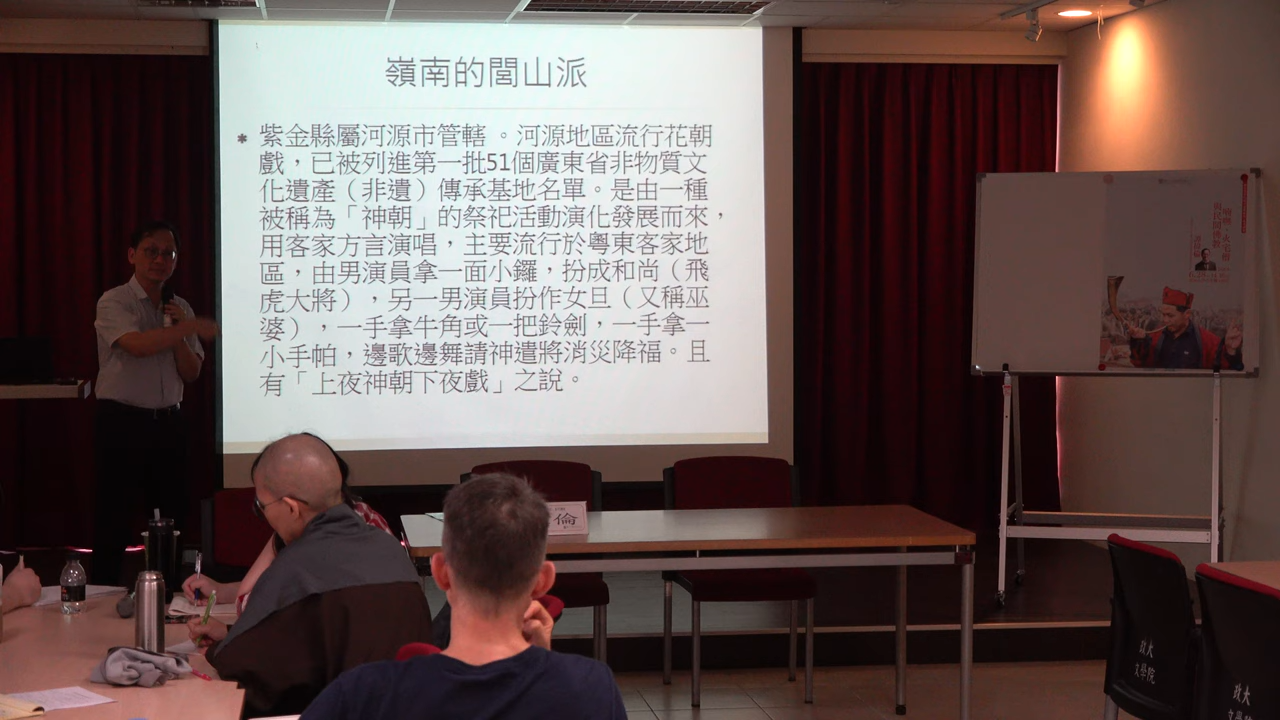 嶺南的閭山派
* 紫金縣屬河源市管轄 。河源地區流行花朝
戲，已被列進第一批51個廣東省非物質文
化遺產（非遺）傳承基地名單。是由一種
被稱為「神朝」的祭祀活動演化發展而來，
用客家方言演唱，主要流行於粵東客家地
區，由男演員拿一面小鑼，扮成和尚（飛
虎大將），另一男演員扮作女旦（又稱巫
婆），一手拿牛角或一把鈴劍，一手拿一
小手帕，邊歌邊舞請神遣將消災降福。且
有「上夜神朝下夜戲」之說。
倫
政大
文學院
政大